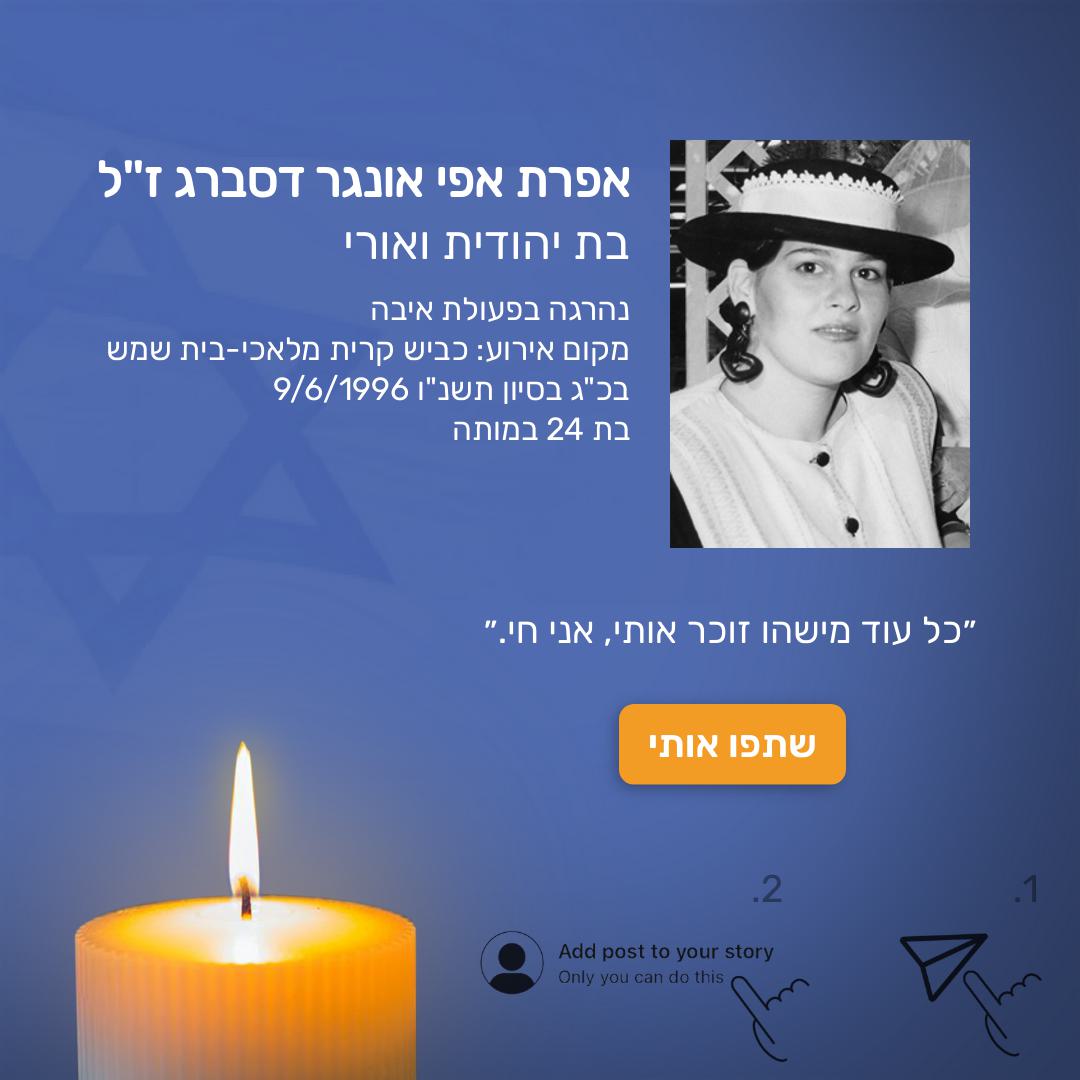 אפרת אפי אונגר דסברג ז"ל
בת יהודית ואורי
נהרגה בפעולת איבה
מקום אירוע: כביש קרית מלאכי-בית שמש
בכ"ג בסיון תשנ"ו 9/6/1996
בת 24 במותה
״כל עוד מישהו זוכר אותי, אני חי.״
שתפו אותי
1.
2.
Add post to your story
Only you can do this